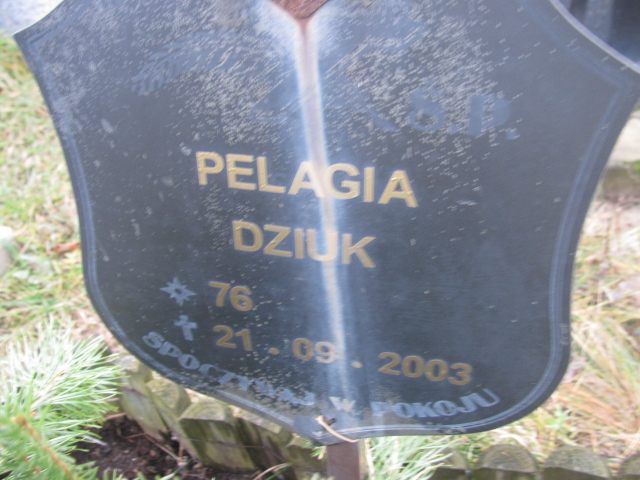 Ś.P.
PELAGIA
DZIUK
76
21 - 09 - 2003
SPOCZYWAJ W POKOJU